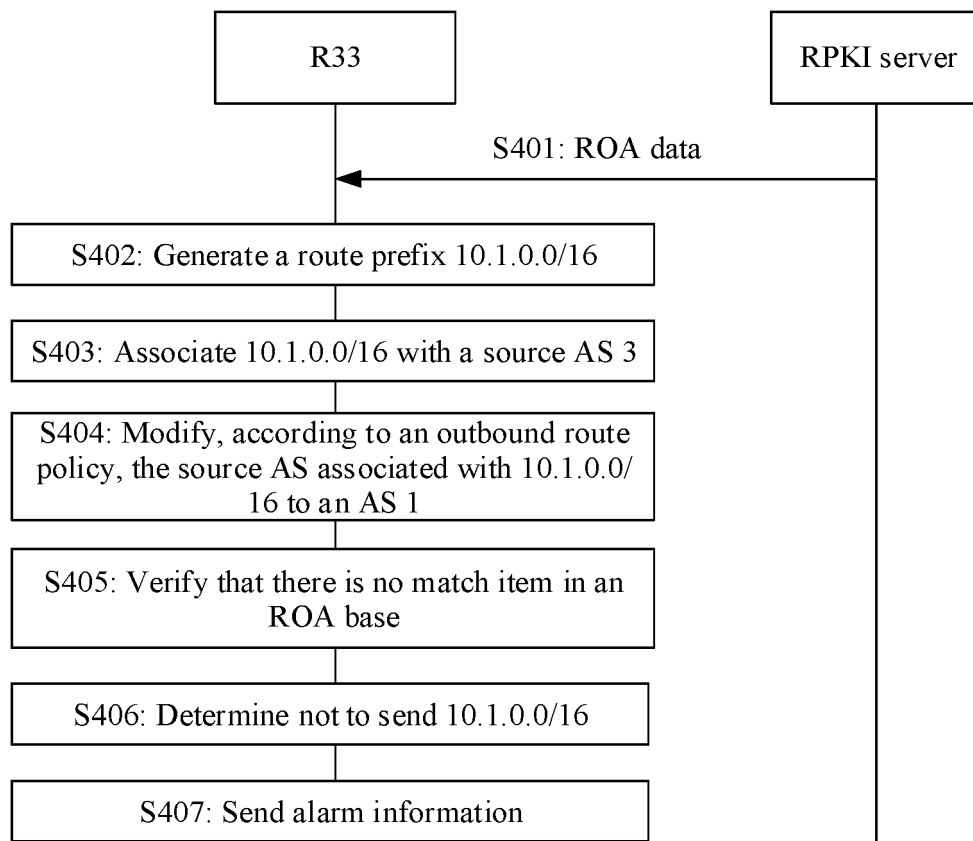 R33
RPKI server
S401: ROA data
S402: Generate a route prefix 10.1.0.0/16
S403: Associate 10.1.0.0/16 with a source AS 3
S404: Modify, according to an outbound route
policy, the source AS associated with 10.1.0.0/
16 to an AS 1
S405: Verify that there is no match item in an
ROA base
S406: Determine not to send 10.1.0.0/16
S407: Send alarm information